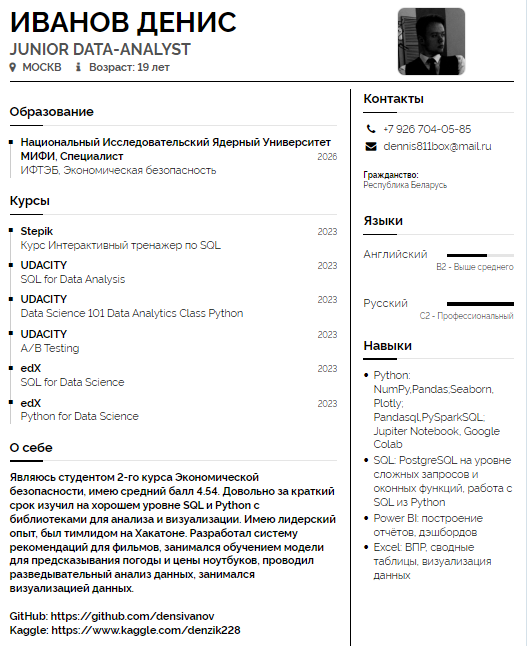 ИВАНОВ ДЕНИС
JUNIOR DATA-ANALYST
МОСКВ Возраст: 19 лет
Образование
Национальный Исследовательский Ядерный Университет
МИФИ, Специалист 2026
ИФТЭБ, Экономическая безопасность
Курсы
Stepik 2023
Курс Интерактивный тренажер по SQL
UDACITY 2023
SQL for Data Analysis
UDACITY 2023
Data Science 101 Data Analytics Class Python
UDACITY 2023
A/B Testing
edX 2023
SQL for Data Science
edX 2023
Python for Data Science
О себе
Являюсь студентом 2-го курса Экономической
безопасности, имею средний балл 4.54. Довольно за краткий
срок изучил на хорошем уровне SQL и Python с
библиотеками для анализа и визуализации. Имею лидерский
опыт, был тимлидом на Хакатоне. Разработал систему
рекомендаций для фильмов, занимался обучением модели
для предсказывания погоды и цены ноутбуков, проводил
разведывательный анализ данных, занимался
визуализацией данных.
GitHub: https://github.com/densivanov
Kaggle: https://www.kaggle.com/denzik228
Контакты
+7 926 704-05-85
dennis811box@mail.ru
Гражданство:
Республика Беларусь
Языки
Английский
B2 - Выше среднего
Русский
C2 - Профессиональный
Навыки
Python:
NumPy,Pandas;Seaborn,
Plotly;
Pandasql,PySparkSQL;
Jupiter Notebook, Google
Colab
SQL: PostgreSQL на уровне
сложных запросов и
оконных функций, работа с
SQL из Python
Power BI: построение
отчётов, дэшбордов
Excel: ВПР, сводные
таблицы, визуализация
данных